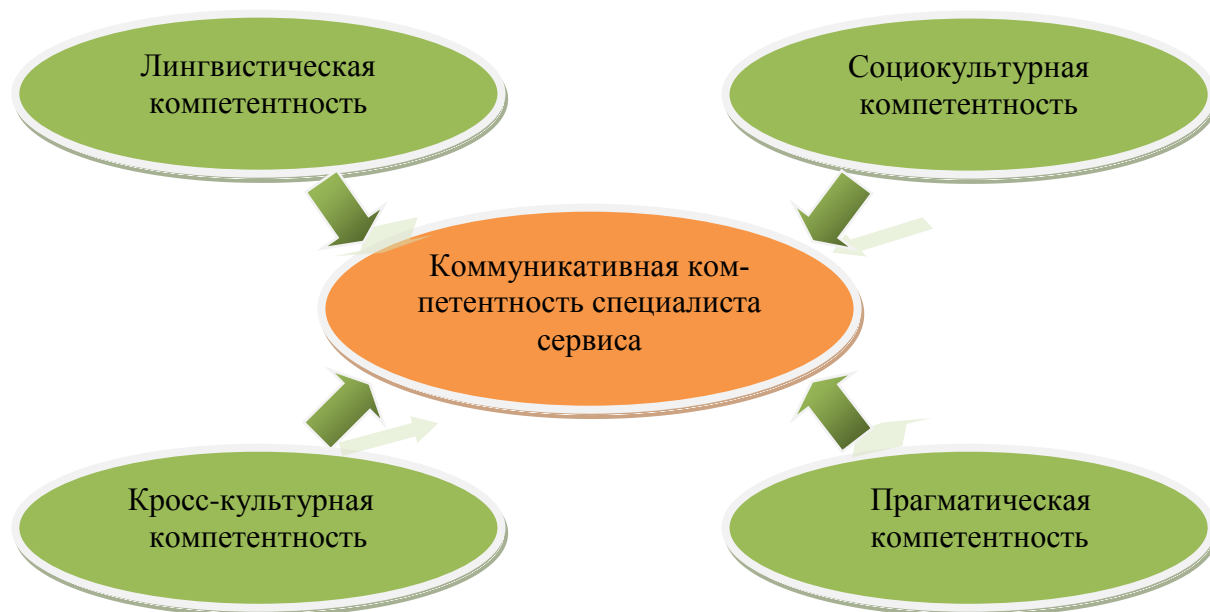 Лингвистическая
компетентность
Социокультурная
компетентность
Коммуникативная ком-
петентность специалиста
сервиса
Кросс-культурная
компетентность
Прагматическая
компетентность